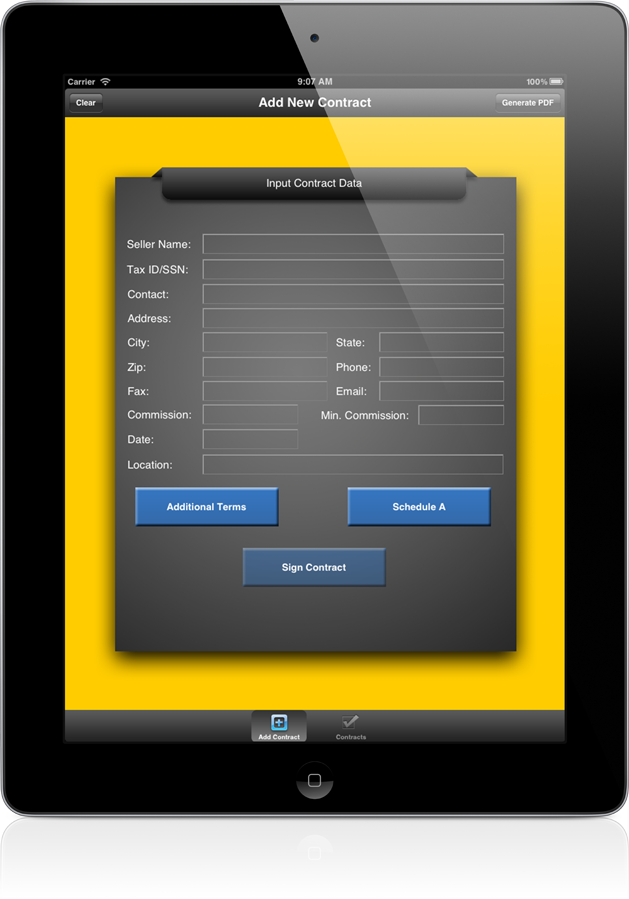 Carrier 9:07 AM 100%
Clear Add New Contract Generate PDF
Input Contract Data
Seller Name:
Tax ID/SSN:
Contact:
Address:
City: State:
Zip: Phone:
Fax: Email:
Commission: Min. Commission:
Date:
Location:
Additional Terms Schedule A
Sign Contract
Add Contract Contracts